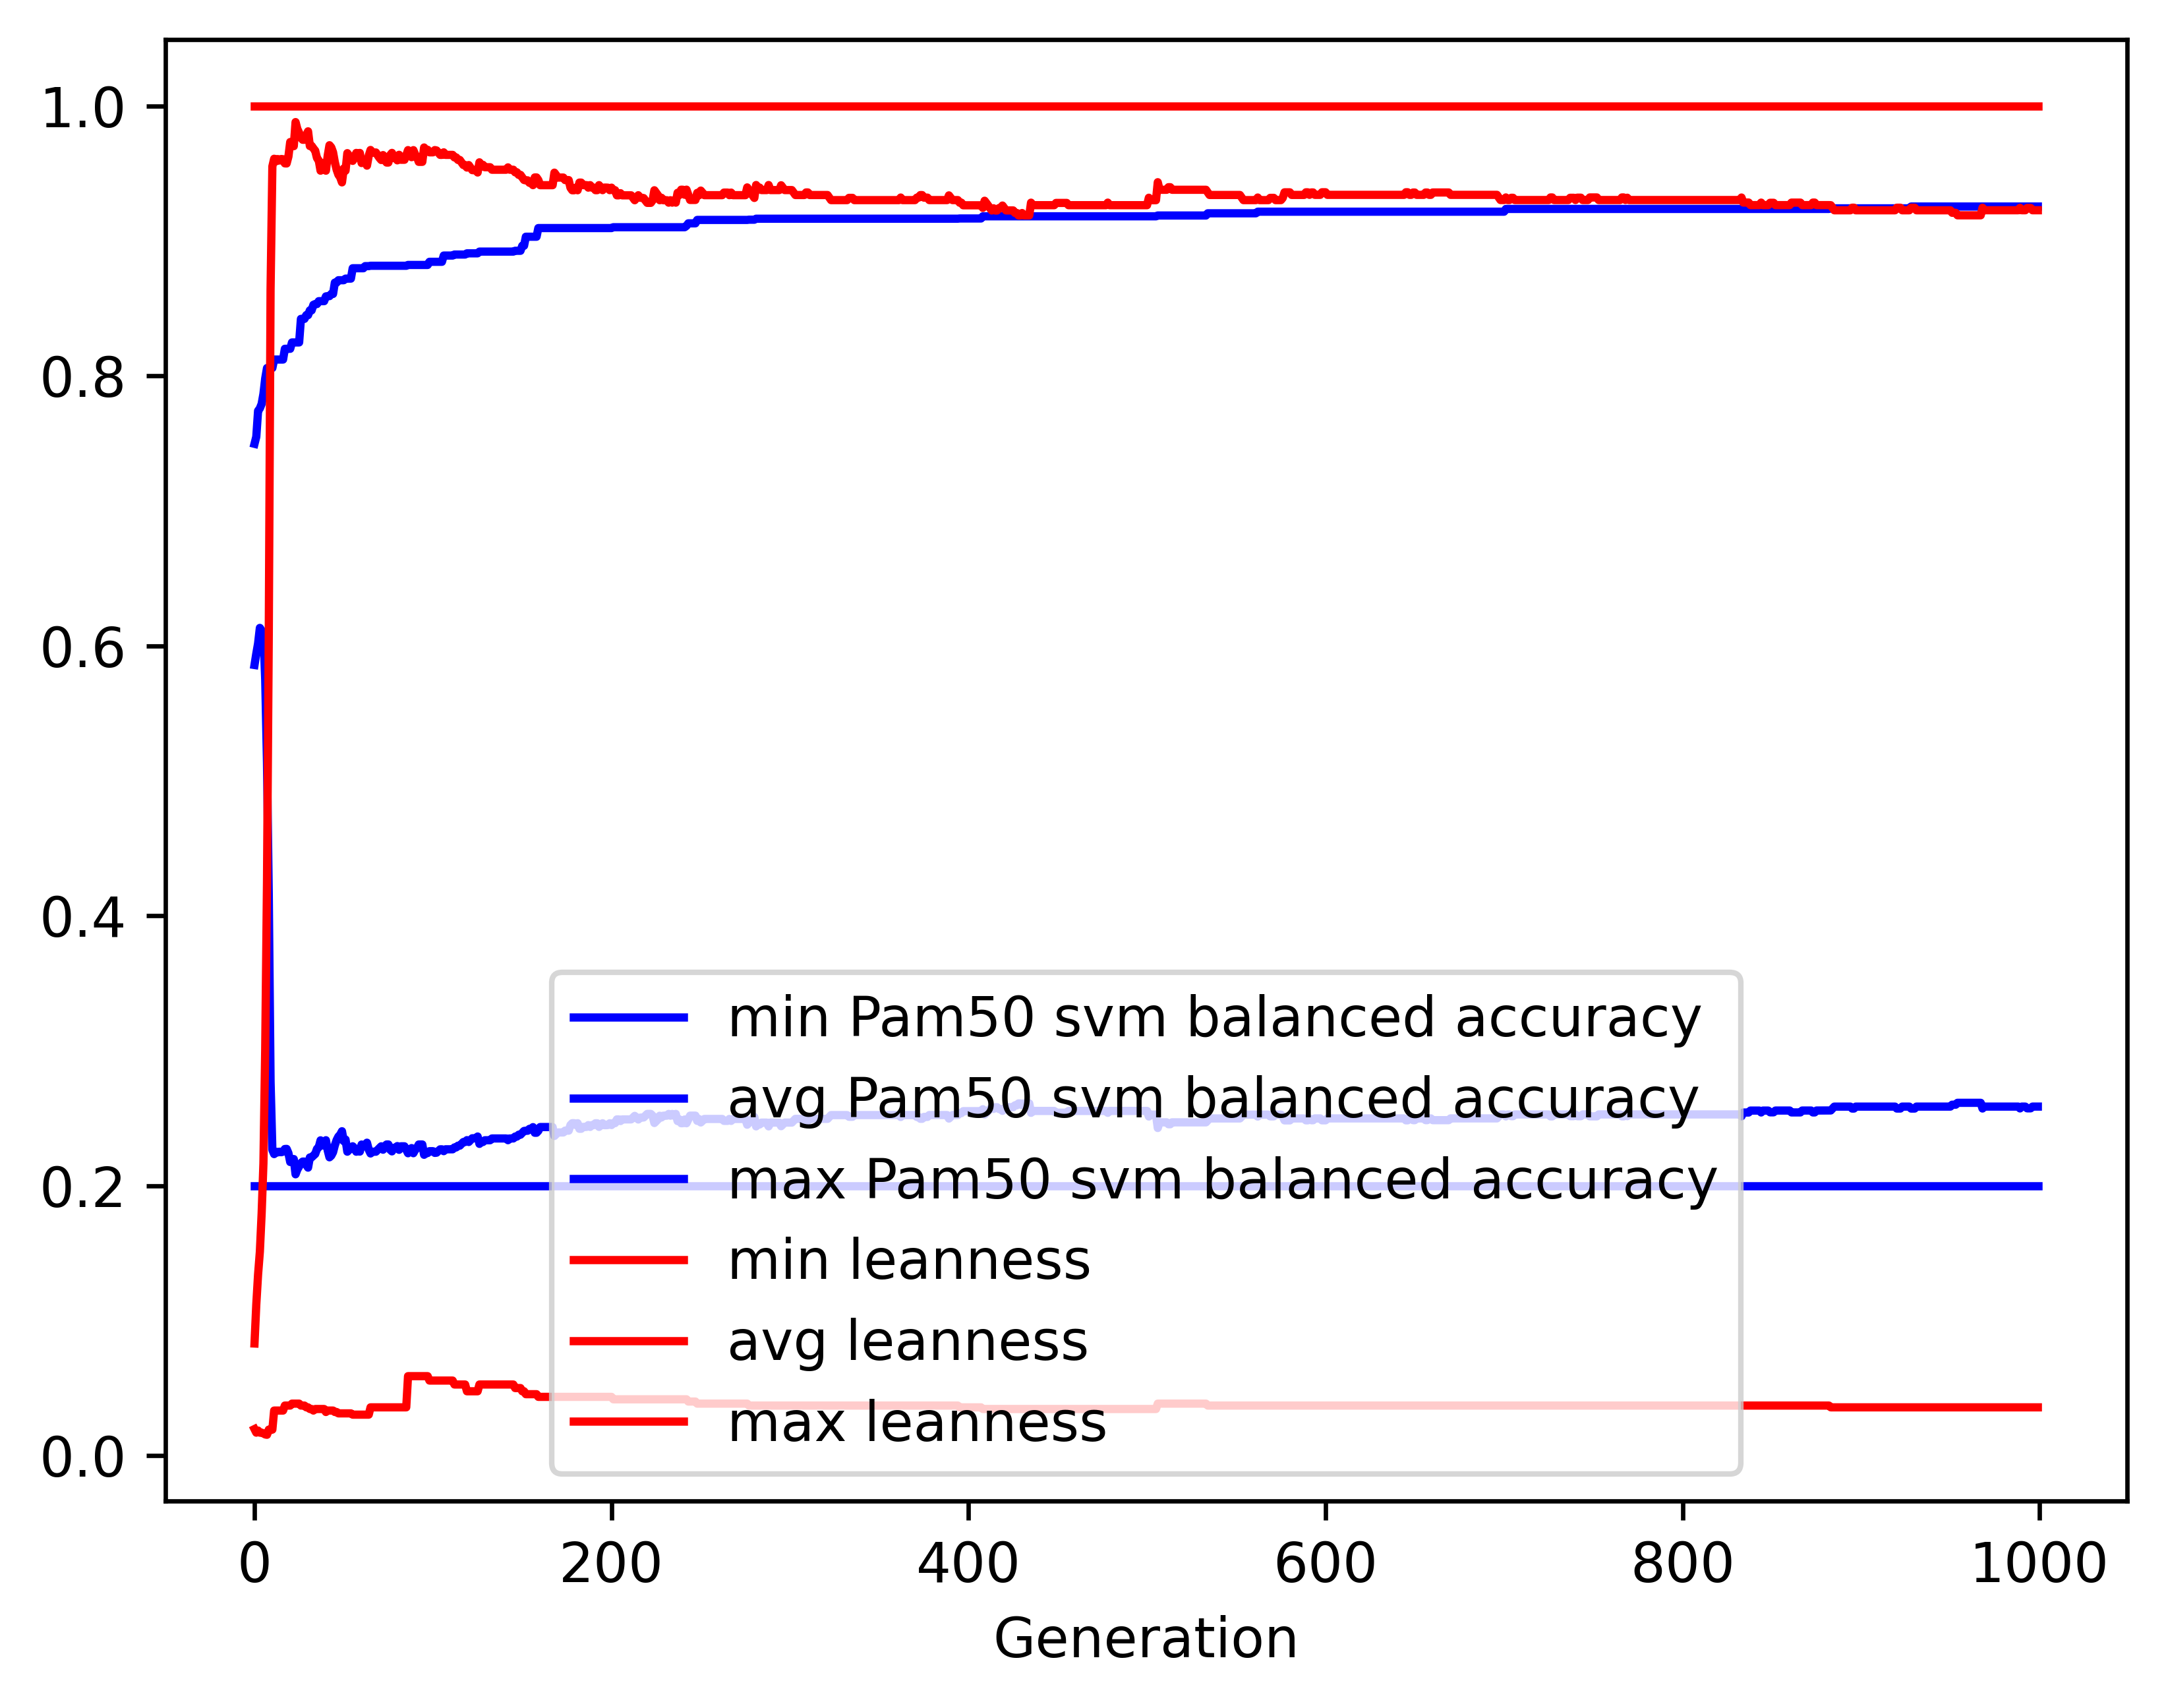 1.0
0.8
0.6
0.4
0.2
0.0
min Pam50 svm balanced accuracy
avg Pam50 svm balanced accuracy
max Pam50 svm balanced accuracy
min leanness
avg leanness
max leanness
0 200 400 600 800 1000
Generation